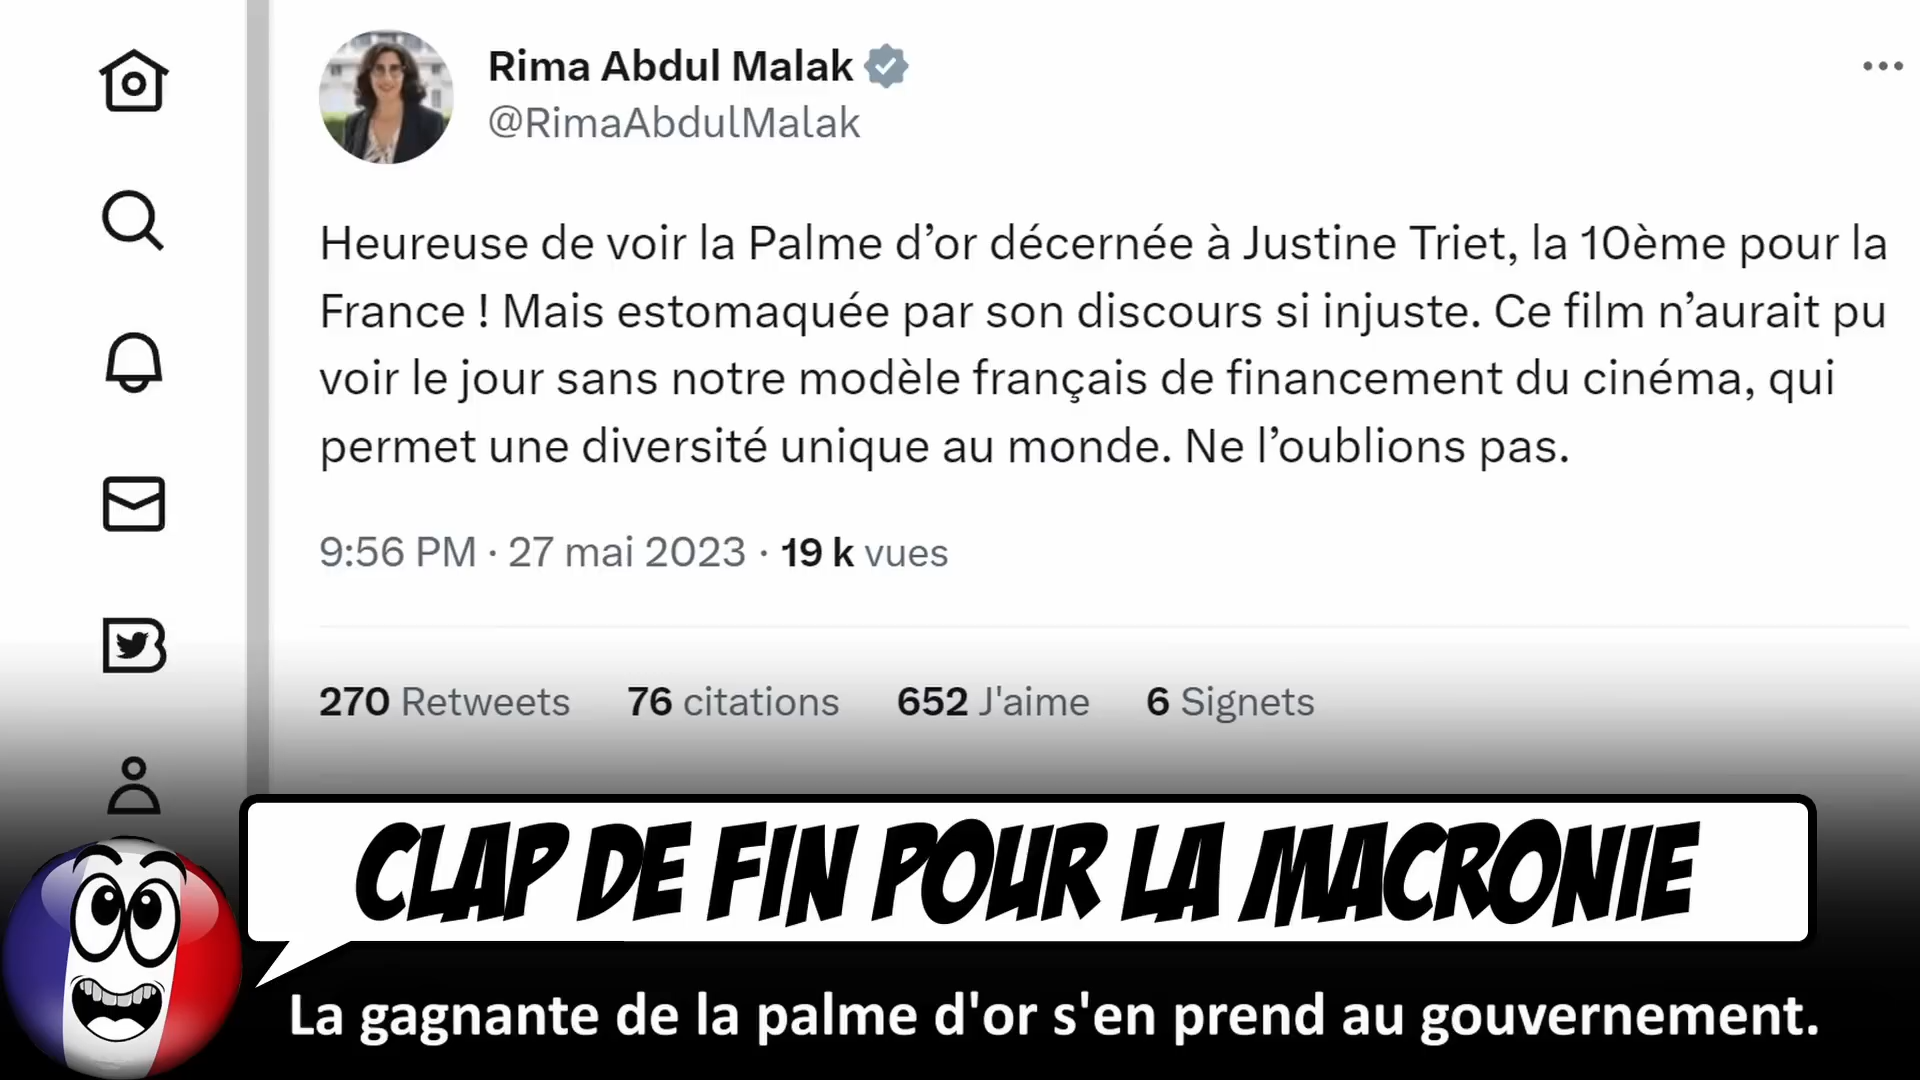 Rima Abdul Malak
@RimaAbdulMalak
Heureuse de voir la Palme d’or décernée à Justine Triet, la 10ème pour la
France ! Mais estomaquée par son discours si injuste. Ce film n’aurait pu
voir le jour sans notre modèle français de financement du cinéma, qui
permet une diversité unique au monde. Ne l’oublions pas.
9:56 PM · 27 mai 2023 · 19 k vues
270 Retweets 76 citations 652 J'aime 6 Signets
CLAP DE FIN POUR LA MACRONIE
La gagnante de la palme d'or s'en prend au gouvernement.